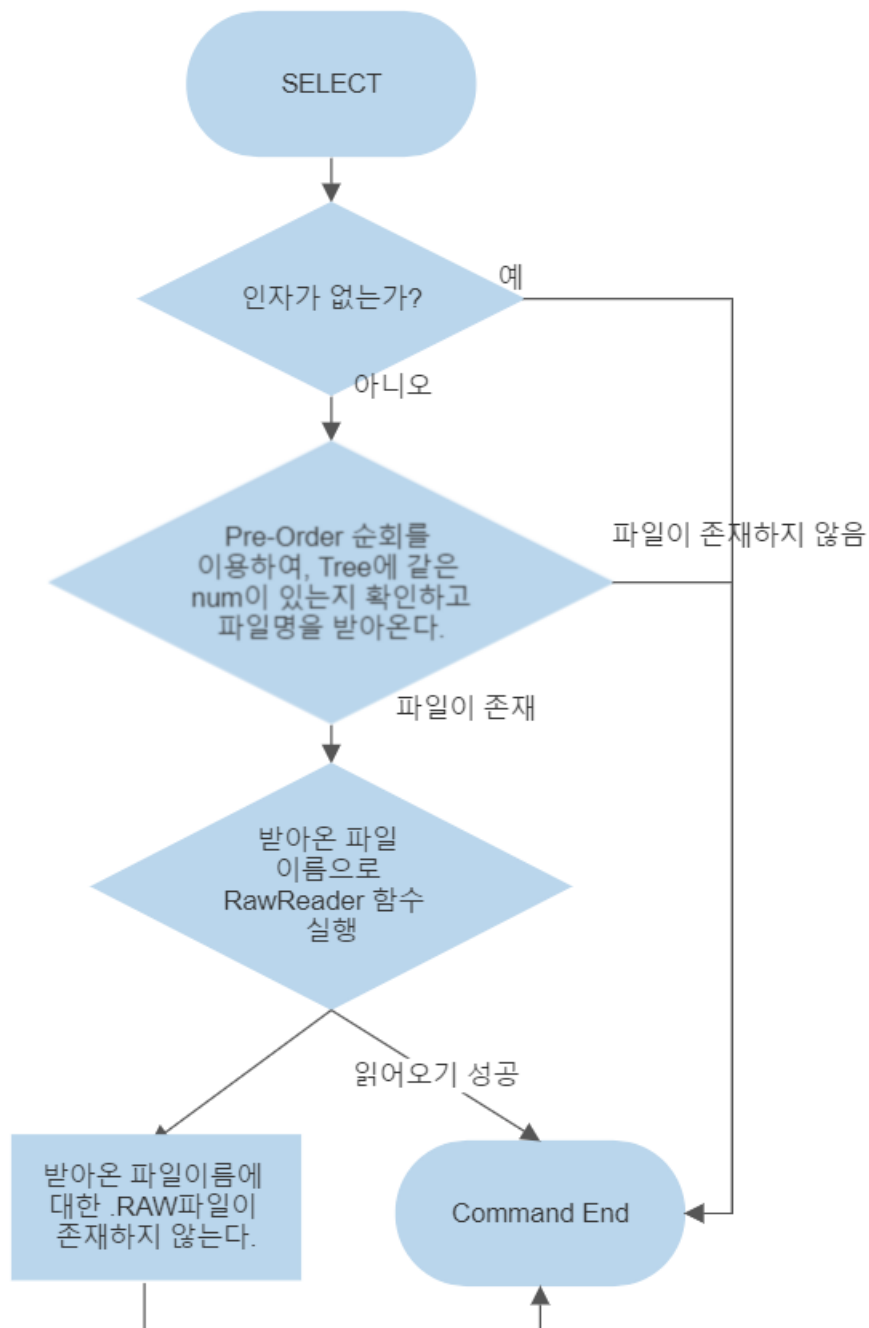 SELECT
예
인자가 없는가?
아니오
Pre-Order 순회를
이용하여, Tree에 같은
num이 있는지 확인하고
파일명을 받아온다.
파일이 존재하지 않음
파일이 존재
받아온 파일
이름으로
RawReader 함수
실행
읽어오기 성공
받아온 파일이름에
대한 .RAW파일이
존재하지 않는다.
Command End